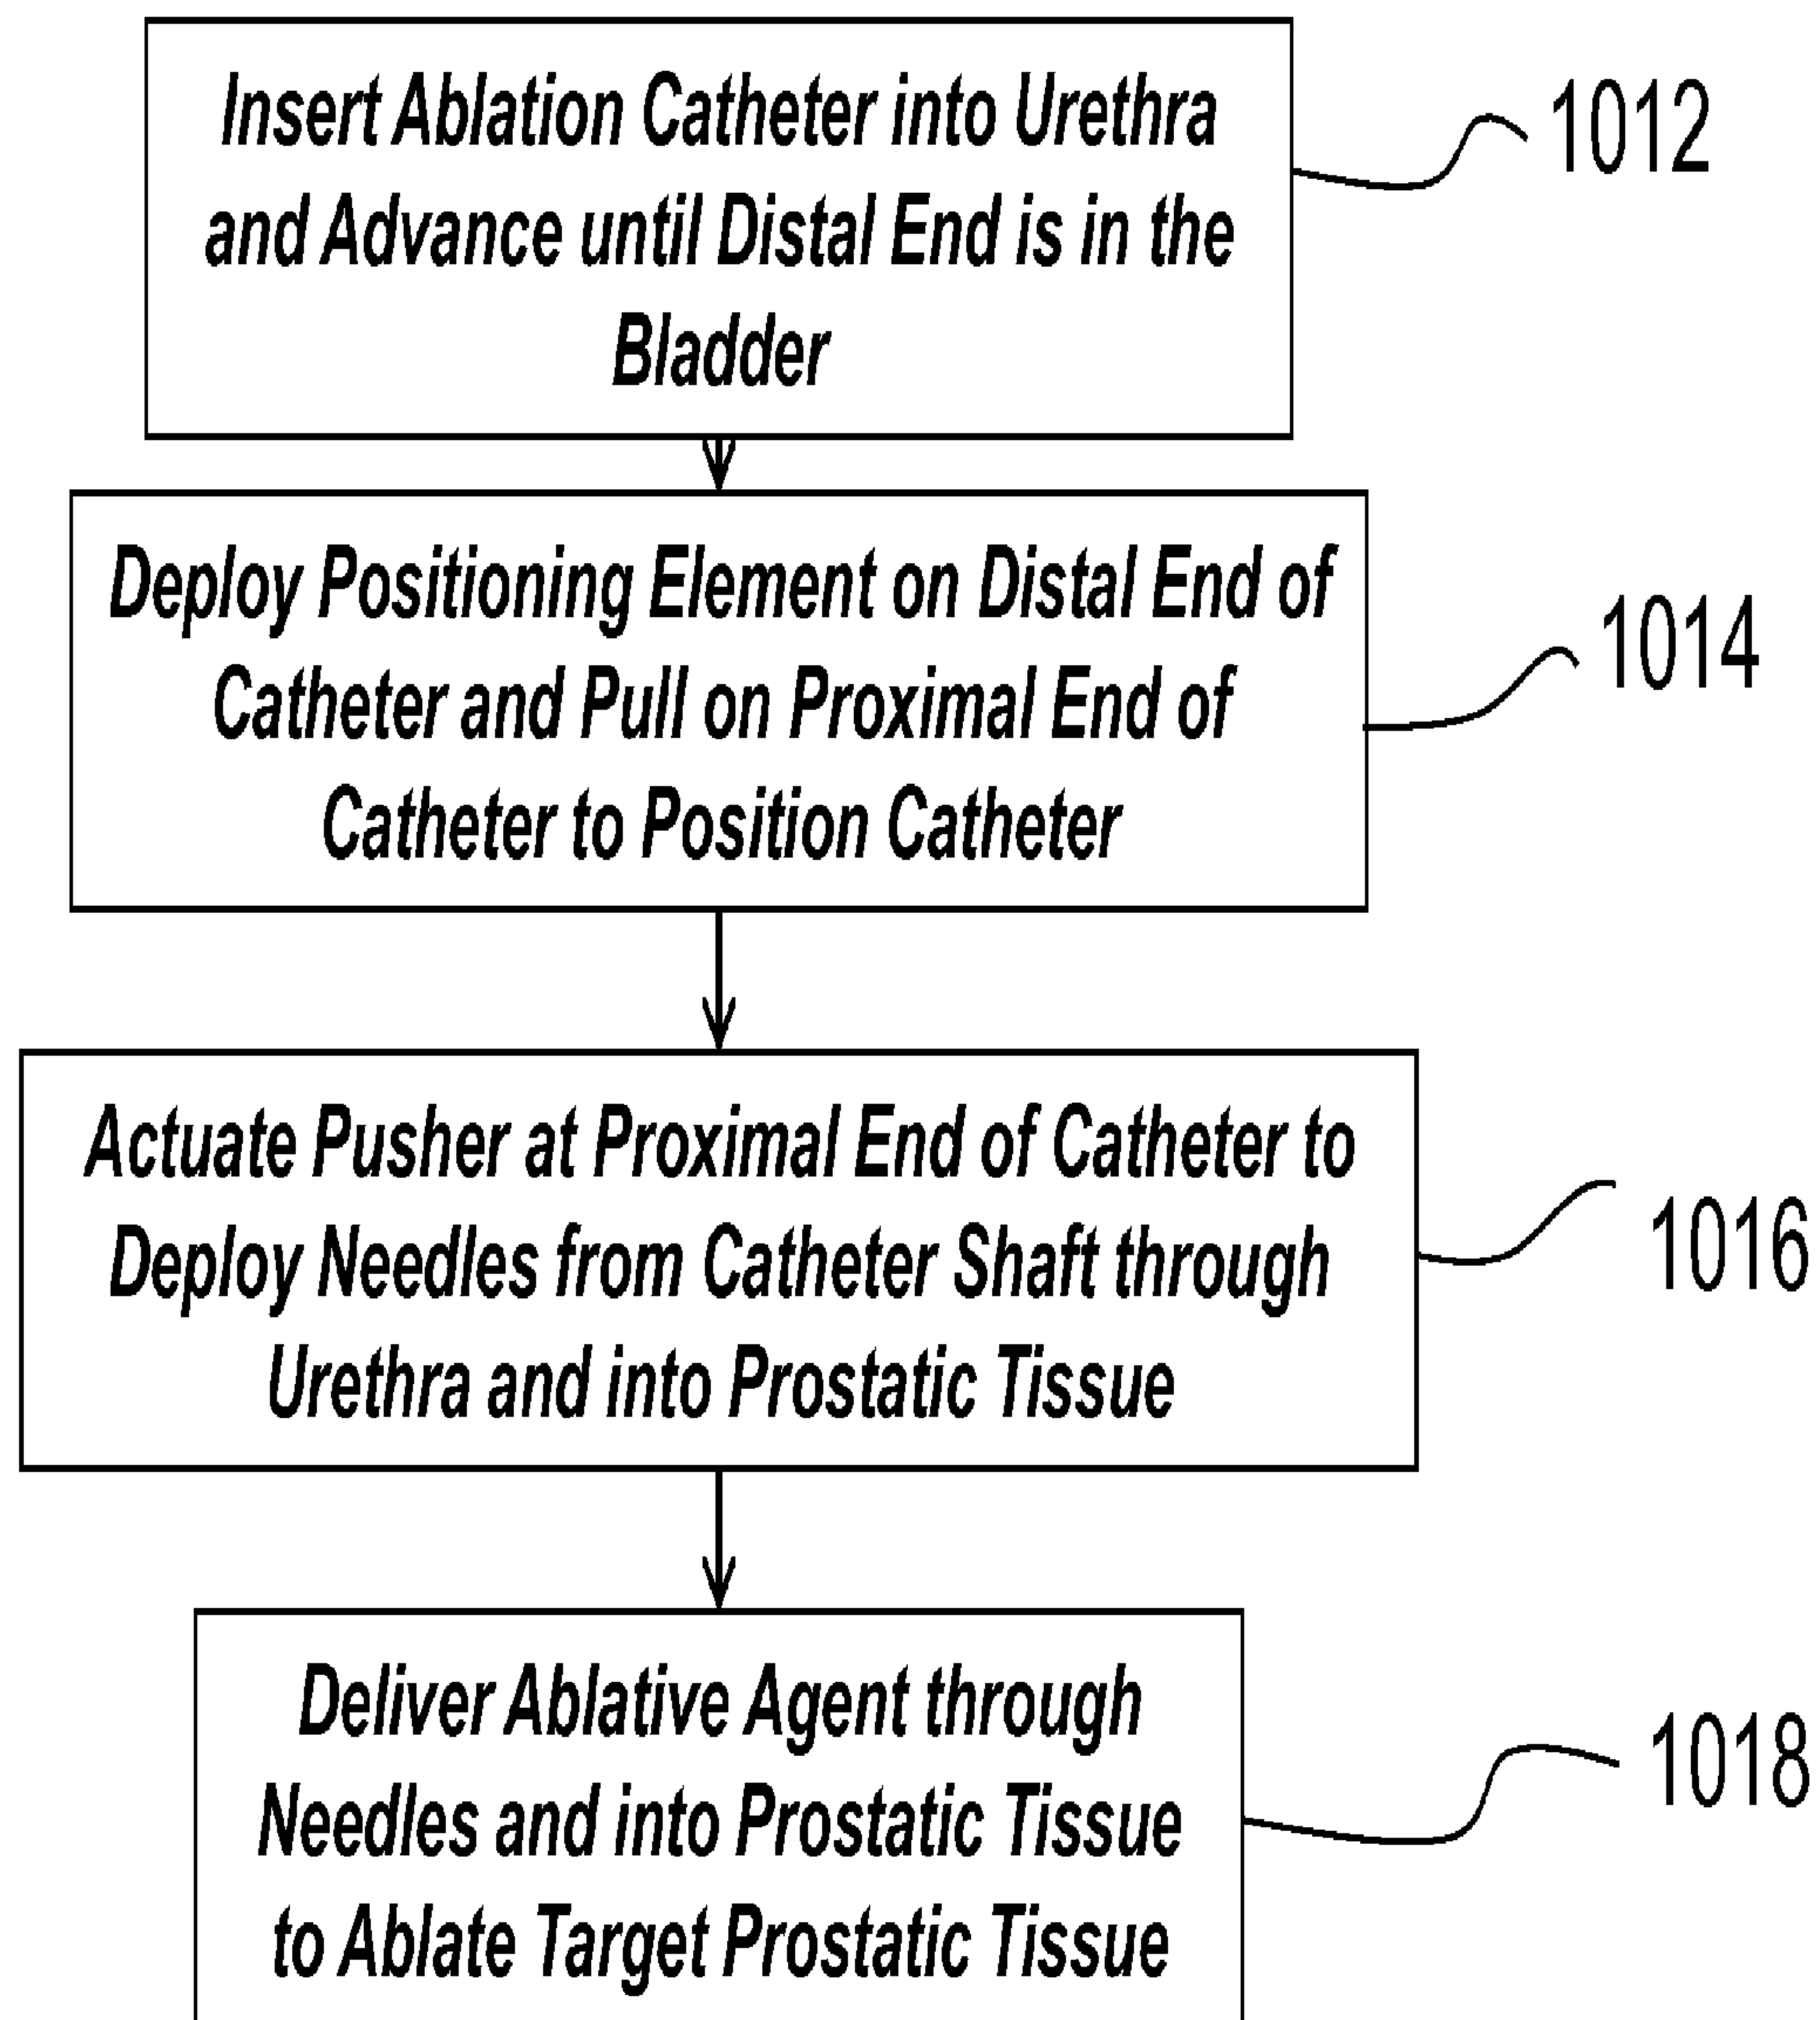 Insert Ablation Catheter into Urethra
and Advance until Distal End is in the
Bladder
1012
Deploy Positioning Element on Distal End of
Catheter and Pull on Proximal End of
Catheter to Position Catheter
1014
Actuate Pusher at Proximal End of Catheter to
Deploy Needles from Catheter Shaft through
Urethra and into Prostatic Tissue
1016
Deliver Ablative Agent through
Needles and into Prostatic Tissue
to Ablate Target Prostatic Tissue
1018